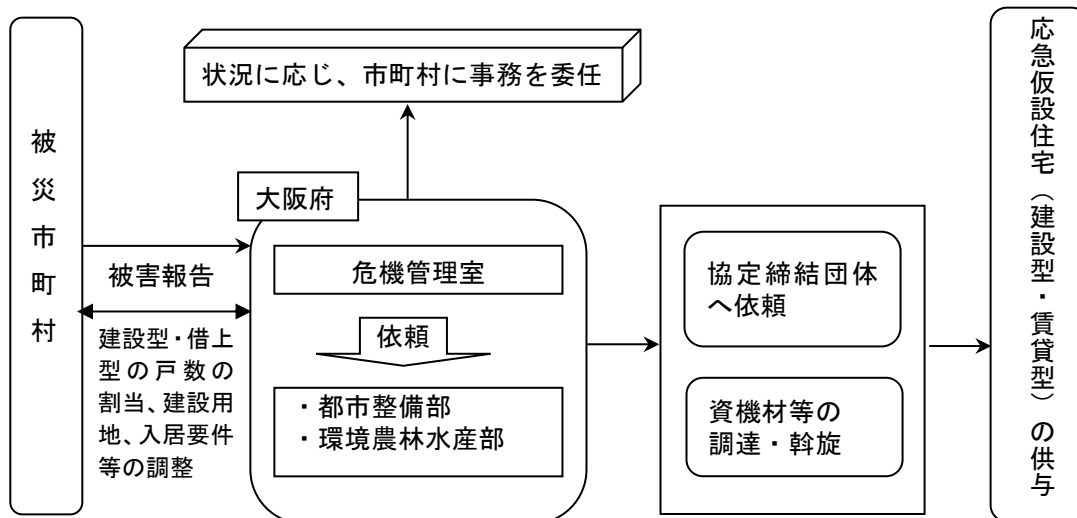 被災市町村
状況に応じ、市町村に事務を委任
被害報告
建設型・借上
型の戸数の
割当、建設用
地、入居要件
等の調整
大阪府
危機管理室
依頼
・都市整備部
・環境農林水産部
協定締結団体
へ依頼
資機材等の
調達・斡旋
応急仮設住宅（建設型・賃貸型）の供与